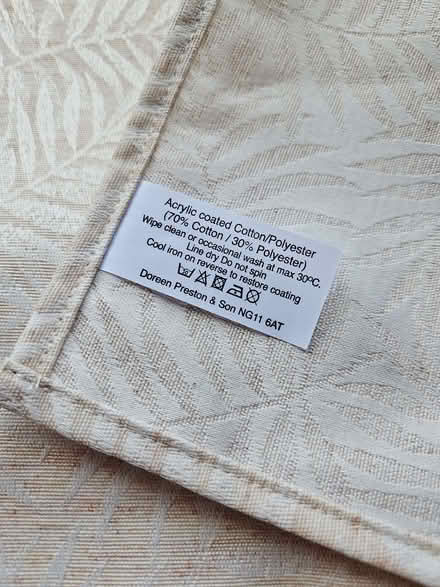 Acrylic coated Cotton/Polyester
(70% Cotton / 30% Polyester)
Wipe clean or occasional wash at max 30ºC.
Line dry Do not spin
Cool iron on reverse to restore coating
Doreen Preston & Son NG11 6AT